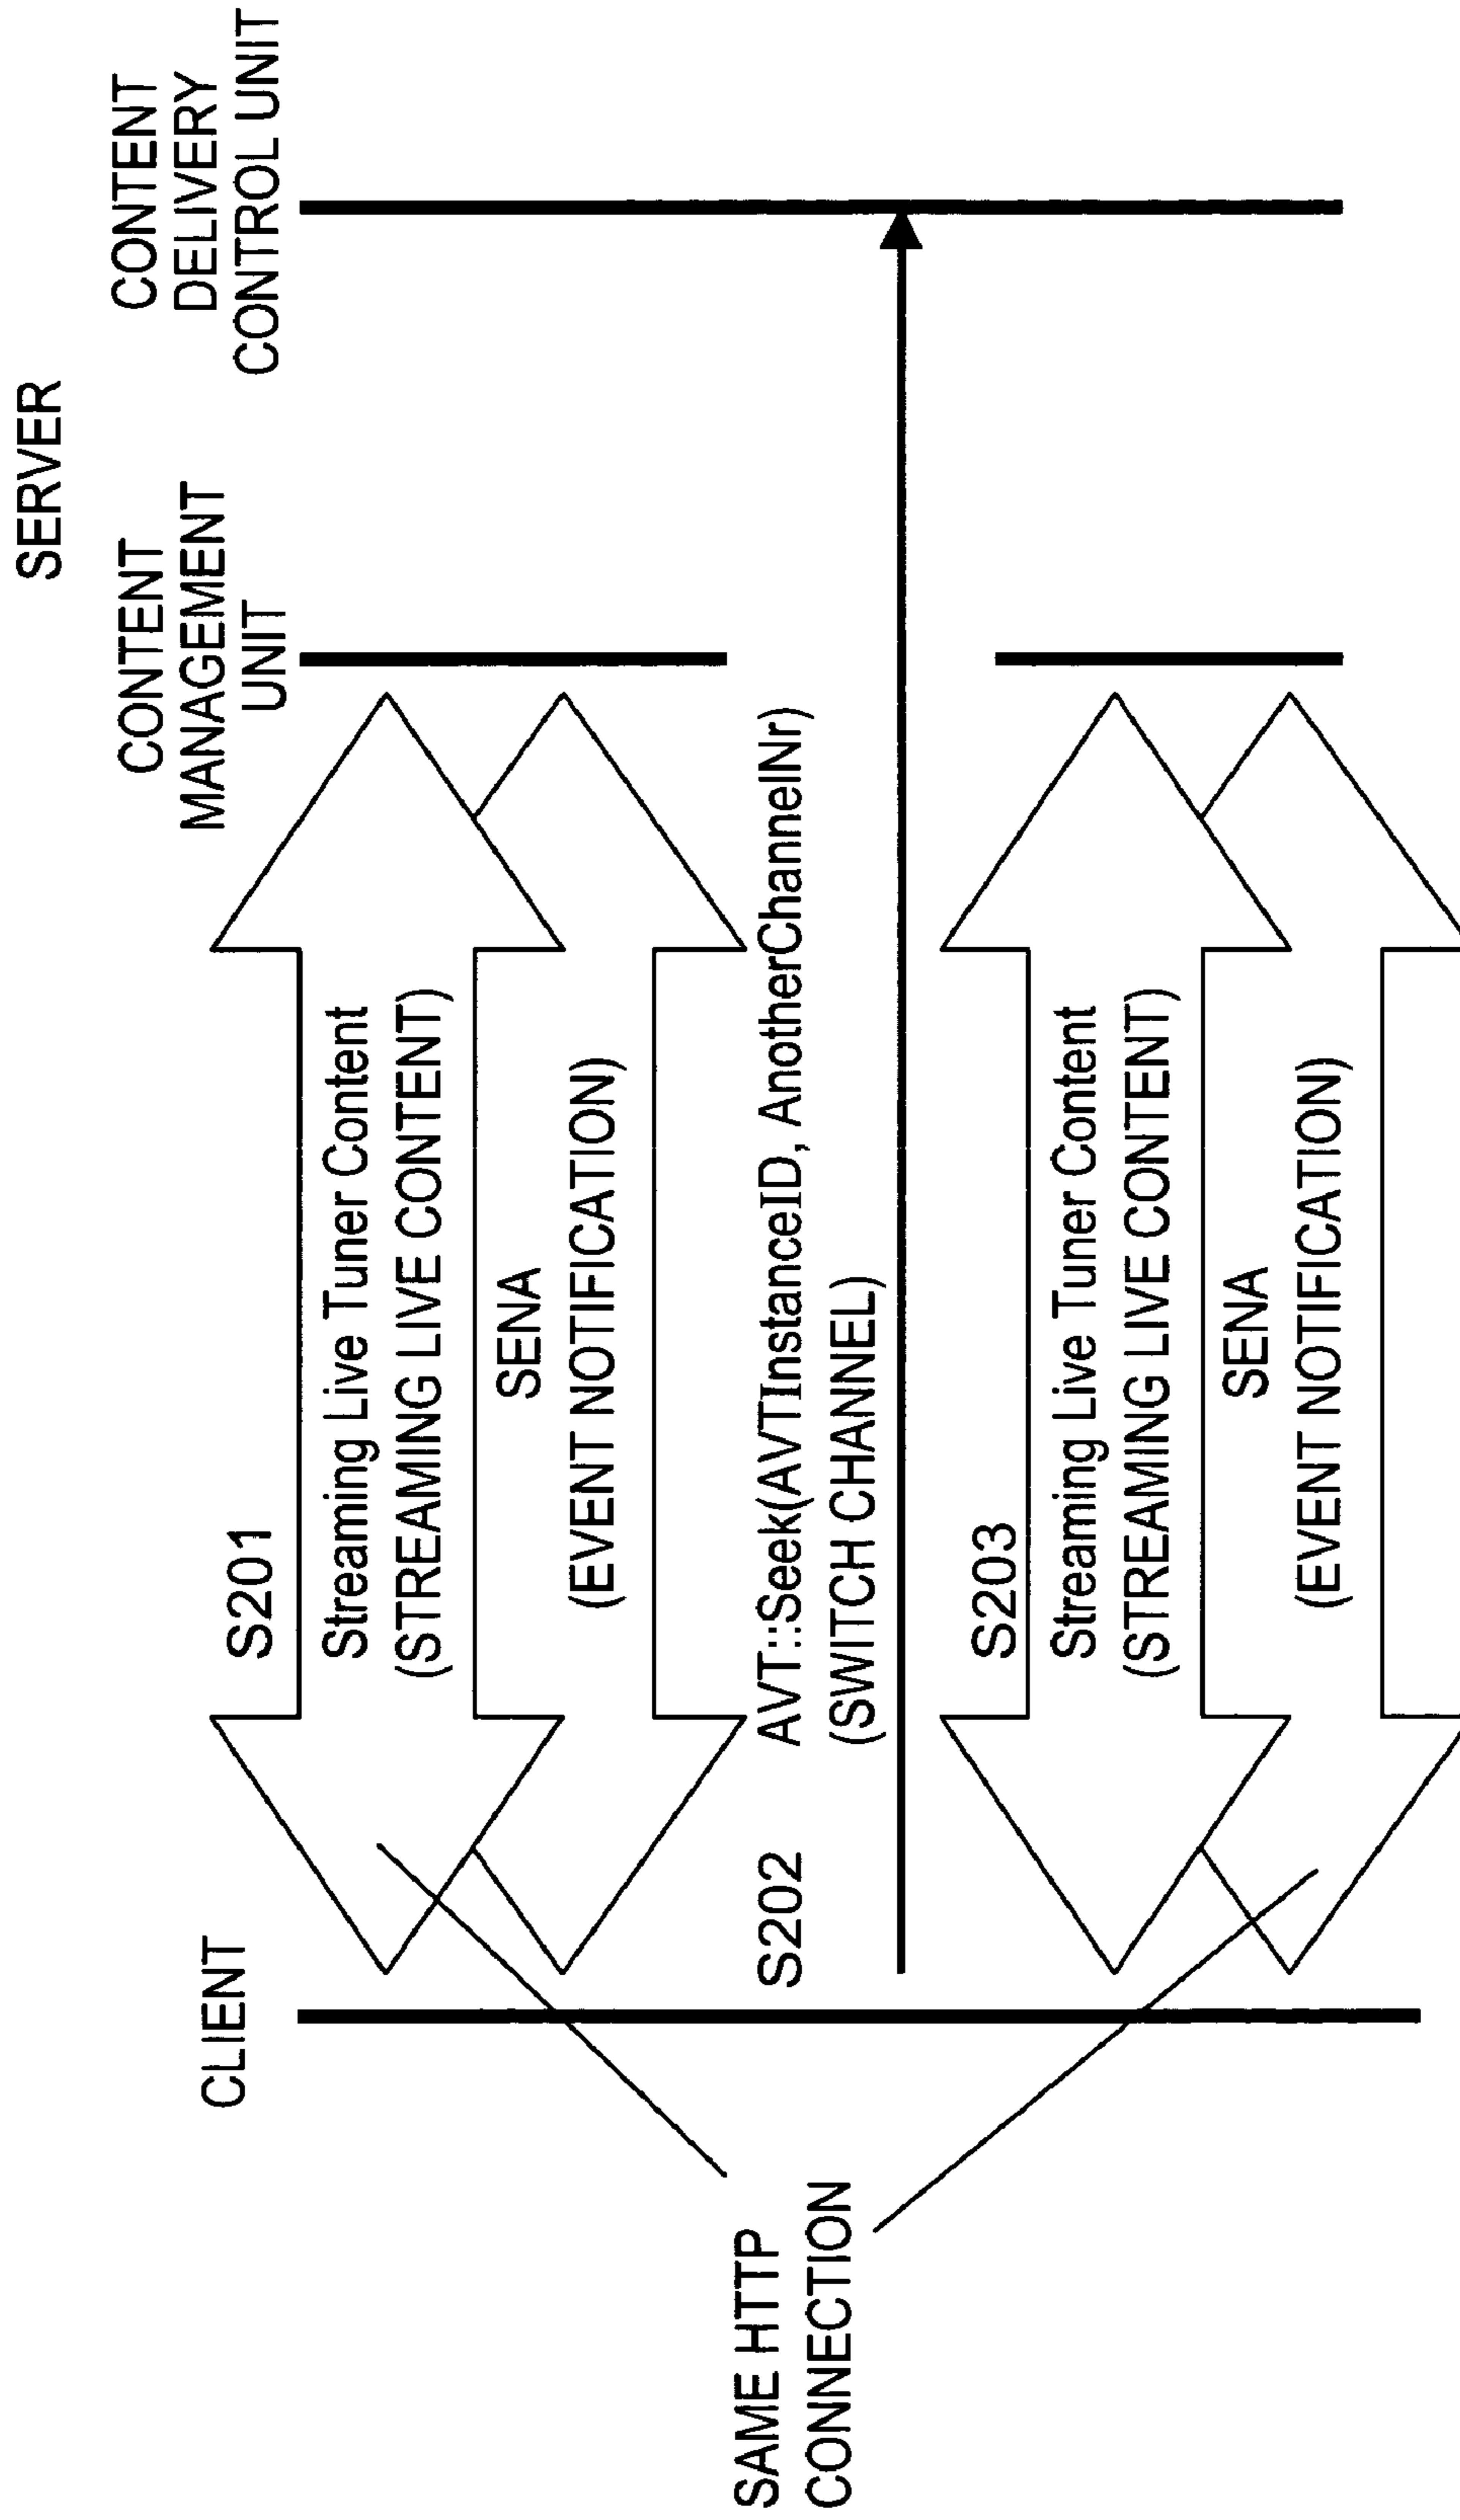 SERVER
CLIENT
CONTENT
MANAGEMENT
UNIT
CONTENT
DELIVERY
CONTROL UNIT
S201
Streaming Live Tuner Content
(STREAMING LIVE CONTENT)
SENA
(EVENT NOTIFICATION)
S202
AVT::Seek(AVTInstanceID, AnotherChannelNr)
(SWITCH CHANNEL)
SAME HTTP
CONNECTION
S203
Streaming Live Tuner Content
(STREAMING LIVE CONTENT)
SENA
(EVENT NOTIFICATION)